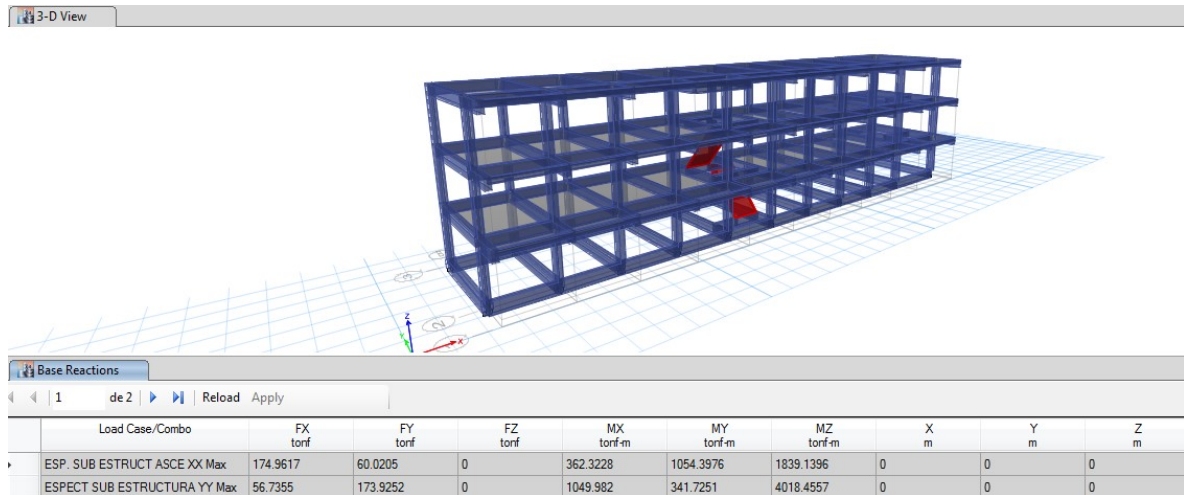 3-D View
3
2
z
Y
x
Base Reactions
1 de 2 Reload Apply
Load Case/Combo FX tonf FY tonf FZ tonf MX tonf-m MY tonf-m MZ tonf-m X m Y m Z m
ESP. SUB ESTRUCT ASCE XX Max 174.9617 60.0205 0 362.3228 1054.3976 1839.1396 0 0 0
ESPECT SUB ESTRUCTURA YY Max 56.7355 173.9252 0 1049.982 341.7251 4018.4557 0 0 0